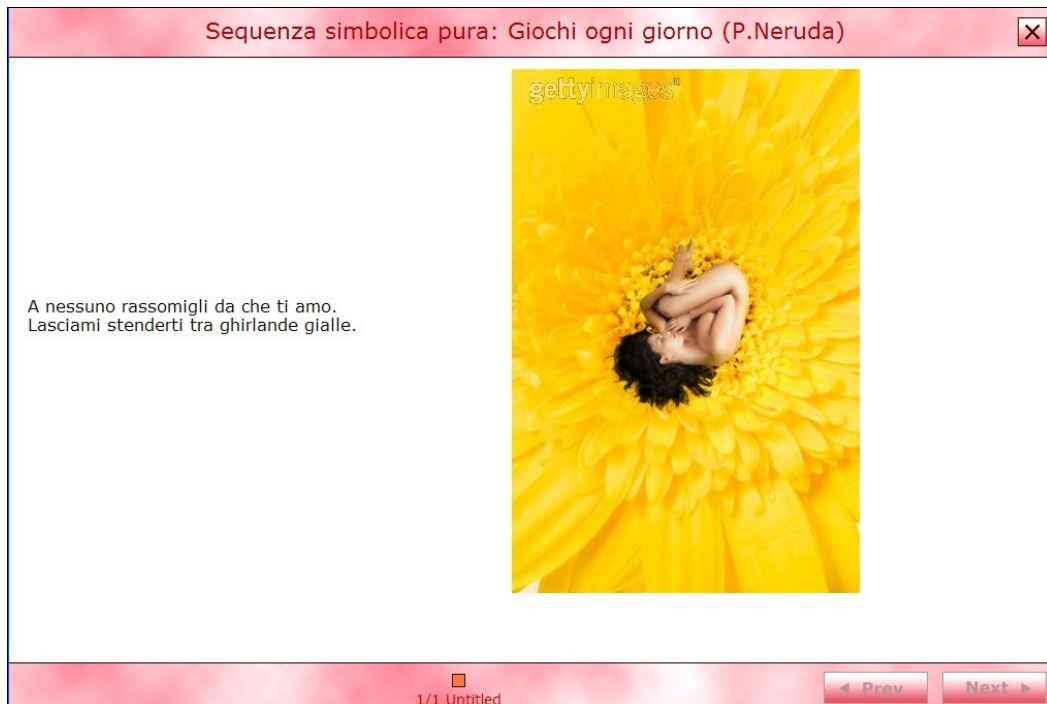 Sequenza simbolica pura: Giochi ogni giorno (P.Neruda)
gettyimages®
A nessuno rassomigli da che ti amo.
Lasciami stenderti tra ghirlande gialle.
1/1 Untitled
Prev
Next